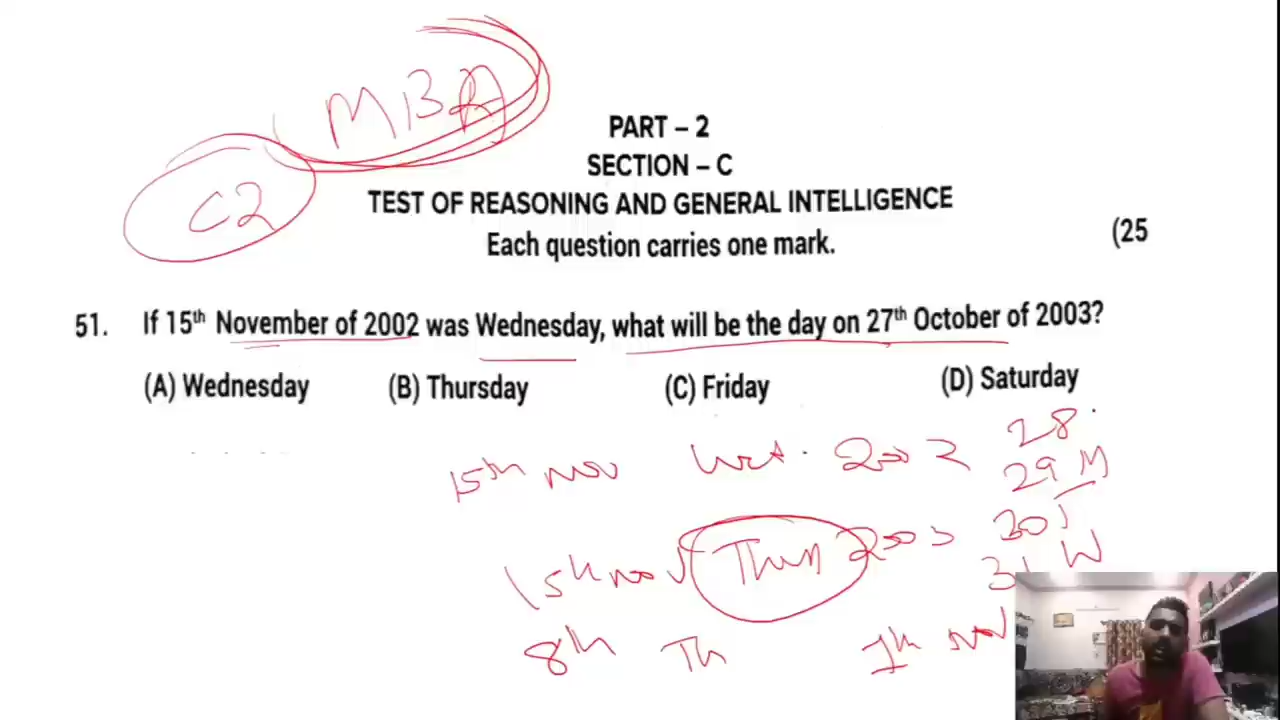 MBA
C2
PART – 2
SECTION – C
TEST OF REASONING AND GENERAL INTELLIGENCE
Each question carries one mark.
(25
51. If 15th November of 2002 was Wednesday, what will be the day on 27th October of 2003?
(A) Wednesday (B) Thursday (C) Friday (D) Saturday
28
15th nov 2002
29 M
30
15th nov Thu 2003
31 W
8th Th 1th nov